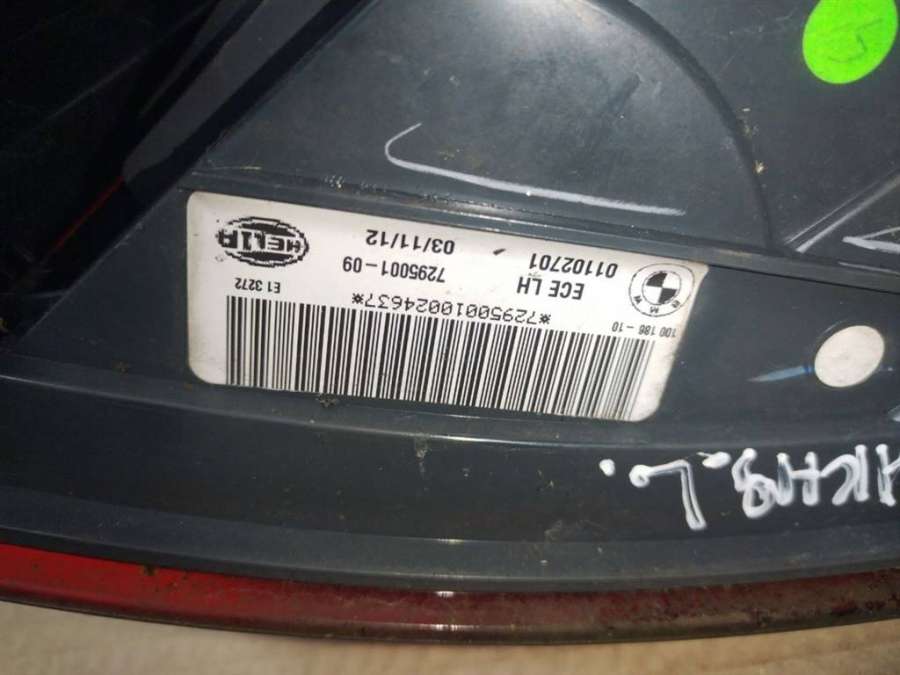 100 186 - 10
*72950010024637*
E1 3272
BMW
ECE LH
7295001-09
HELLA
01102701
03/11/12